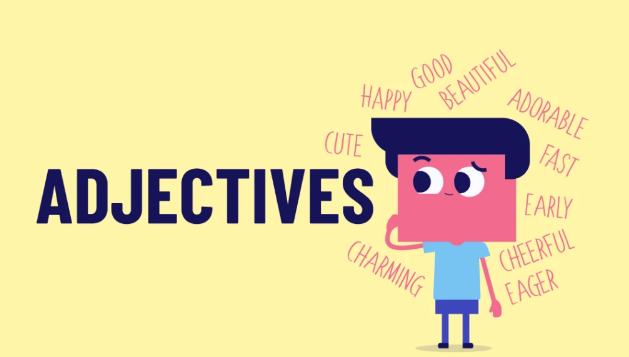 GOOD
BEAUTIFUL
HAPPY
ADORABLE
CUTE
FAST
ADJECTIVES
EARLY
CHARMING
CHEERFUL
EAGER